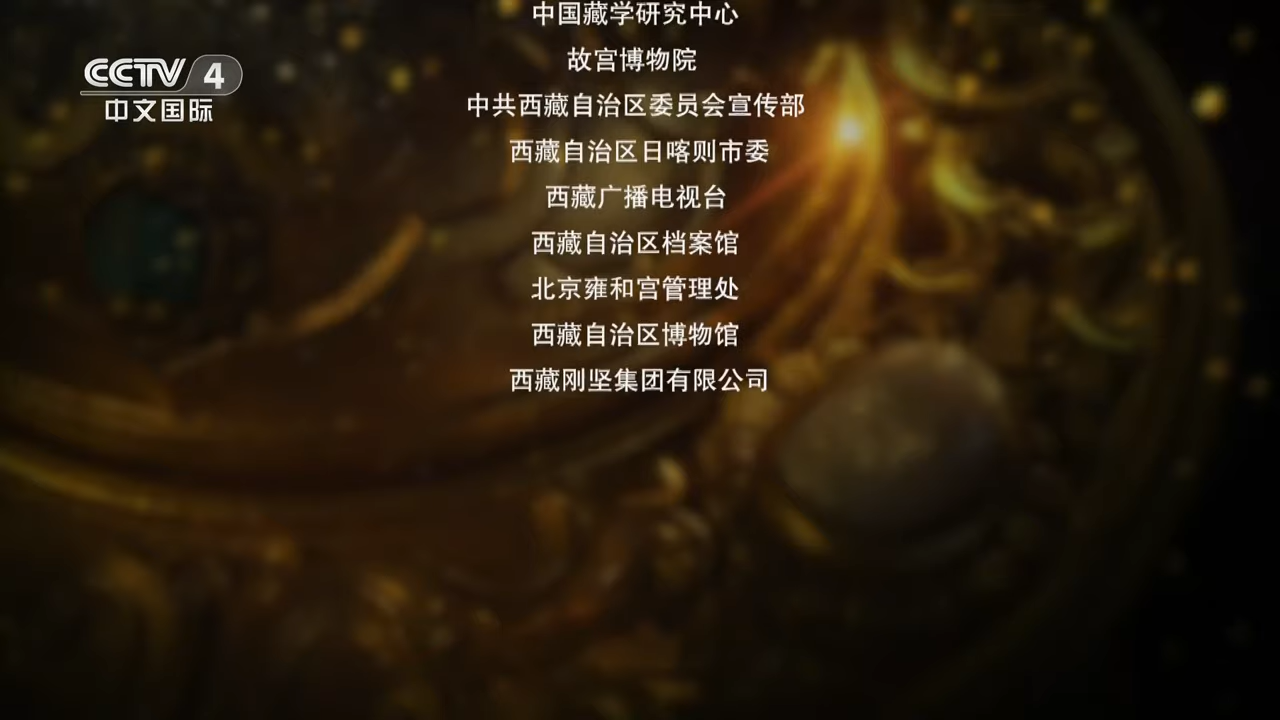 中国藏学研究中心
故宫博物院
CCTV 4
中文国际
中共西藏自治区委员会宣传部
西藏自治区日喀则市委
西藏广播电视台
西藏自治区档案馆
北京雍和宫管理处
西藏自治区博物馆
西藏刚坚集团有限公司